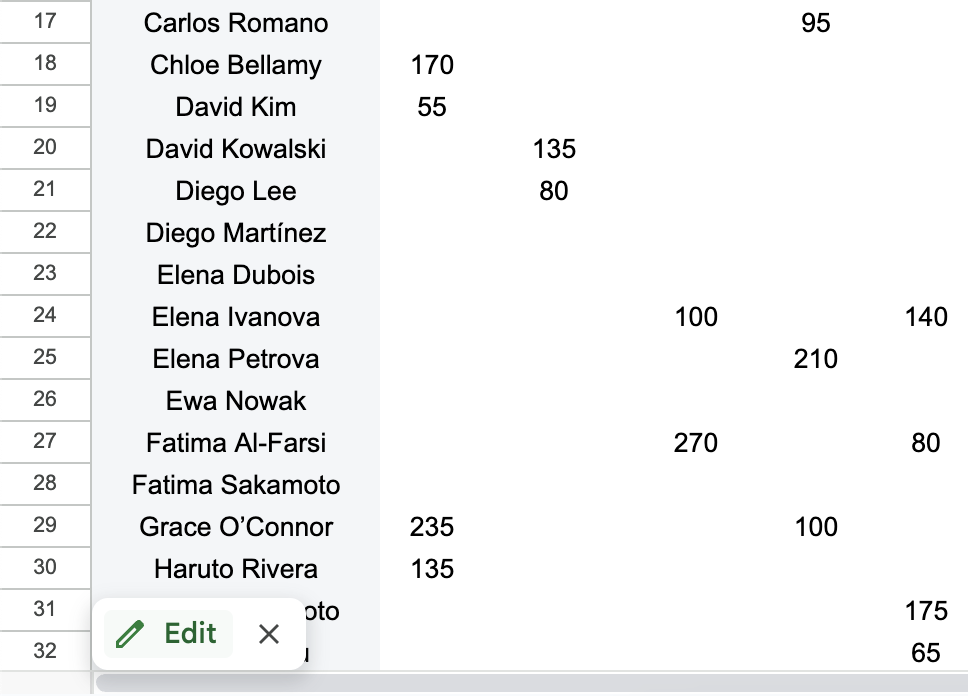 17 Carlos Romano 95
18 Chloe Bellamy 170
19 David Kim 55
20 David Kowalski 135
21 Diego Lee 80
22 Diego Martínez
23 Elena Dubois
24 Elena Ivanova 100 140
25 Elena Petrova 210
26 Ewa Nowak
27 Fatima Al-Farsi 270 80
28 Fatima Sakamoto
29 Grace O’Connor 235 100
30 Haruto Rivera 135
31 175
Edit
32 65